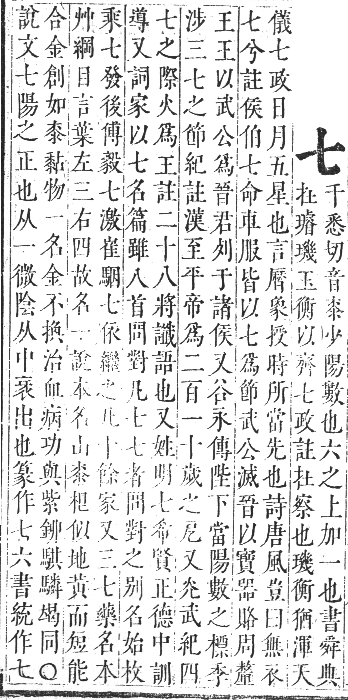 七
千悉切音桼少陽數也六之上加一也書舜典
在璿璣玉衡以齊七政註在察也璣衡猶渾天
儀七政日月五星也言厤象授時所當先也詩唐風豈曰無衣
七兮註侯伯七命車服皆以七爲節武公滅晉以寶器賂周釐
王王以武公爲晉君列于諸侯又谷永傳陛下當陽數之標季
涉三七之節紀註漢至平帝爲二百一十歲之戹又光武紀四
七之際火爲王註二十八將讖語也又姓明七希賢正德中訓
導又詞家以七名篇雖八首問對凡七七者問對之別名始枚
乘七發後傅毅七激崔駰七依繼之凡十餘家又三七藥名本
艸綱目言葉左三右四故名一說本名山桼柤似地黃而短能
合金創如桼黏物一名金不換治血病功與紫鉚騏驎竭同〇
說文七陽之正也从一微陰从中衺出也篆作七六書統作七